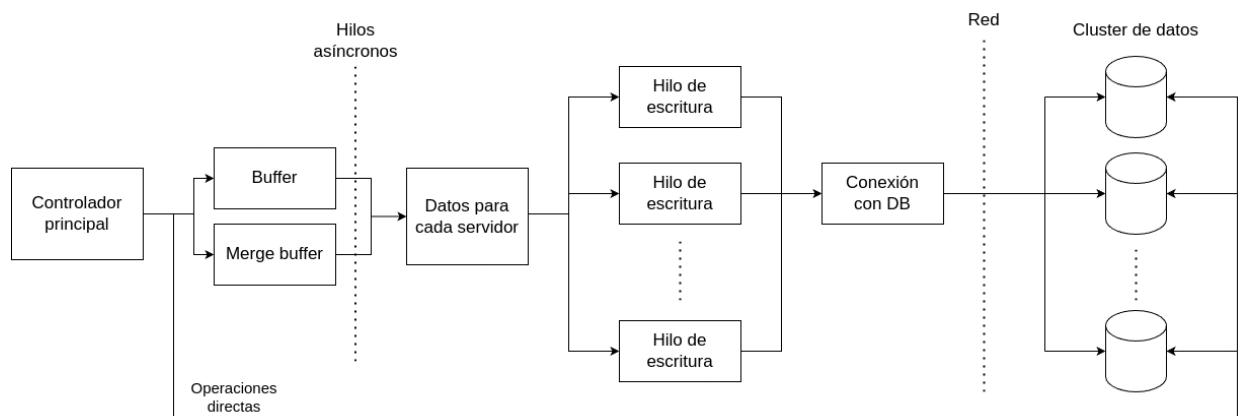 Hilos
asíncronos
Red
Cluster de datos
Controlador
principal
Buffer
Merge buffer
Datos para
cada servidor
Hilo de
escritura
Hilo de
escritura
Hilo de
escritura
Conexión
con DB
Operaciones
directas